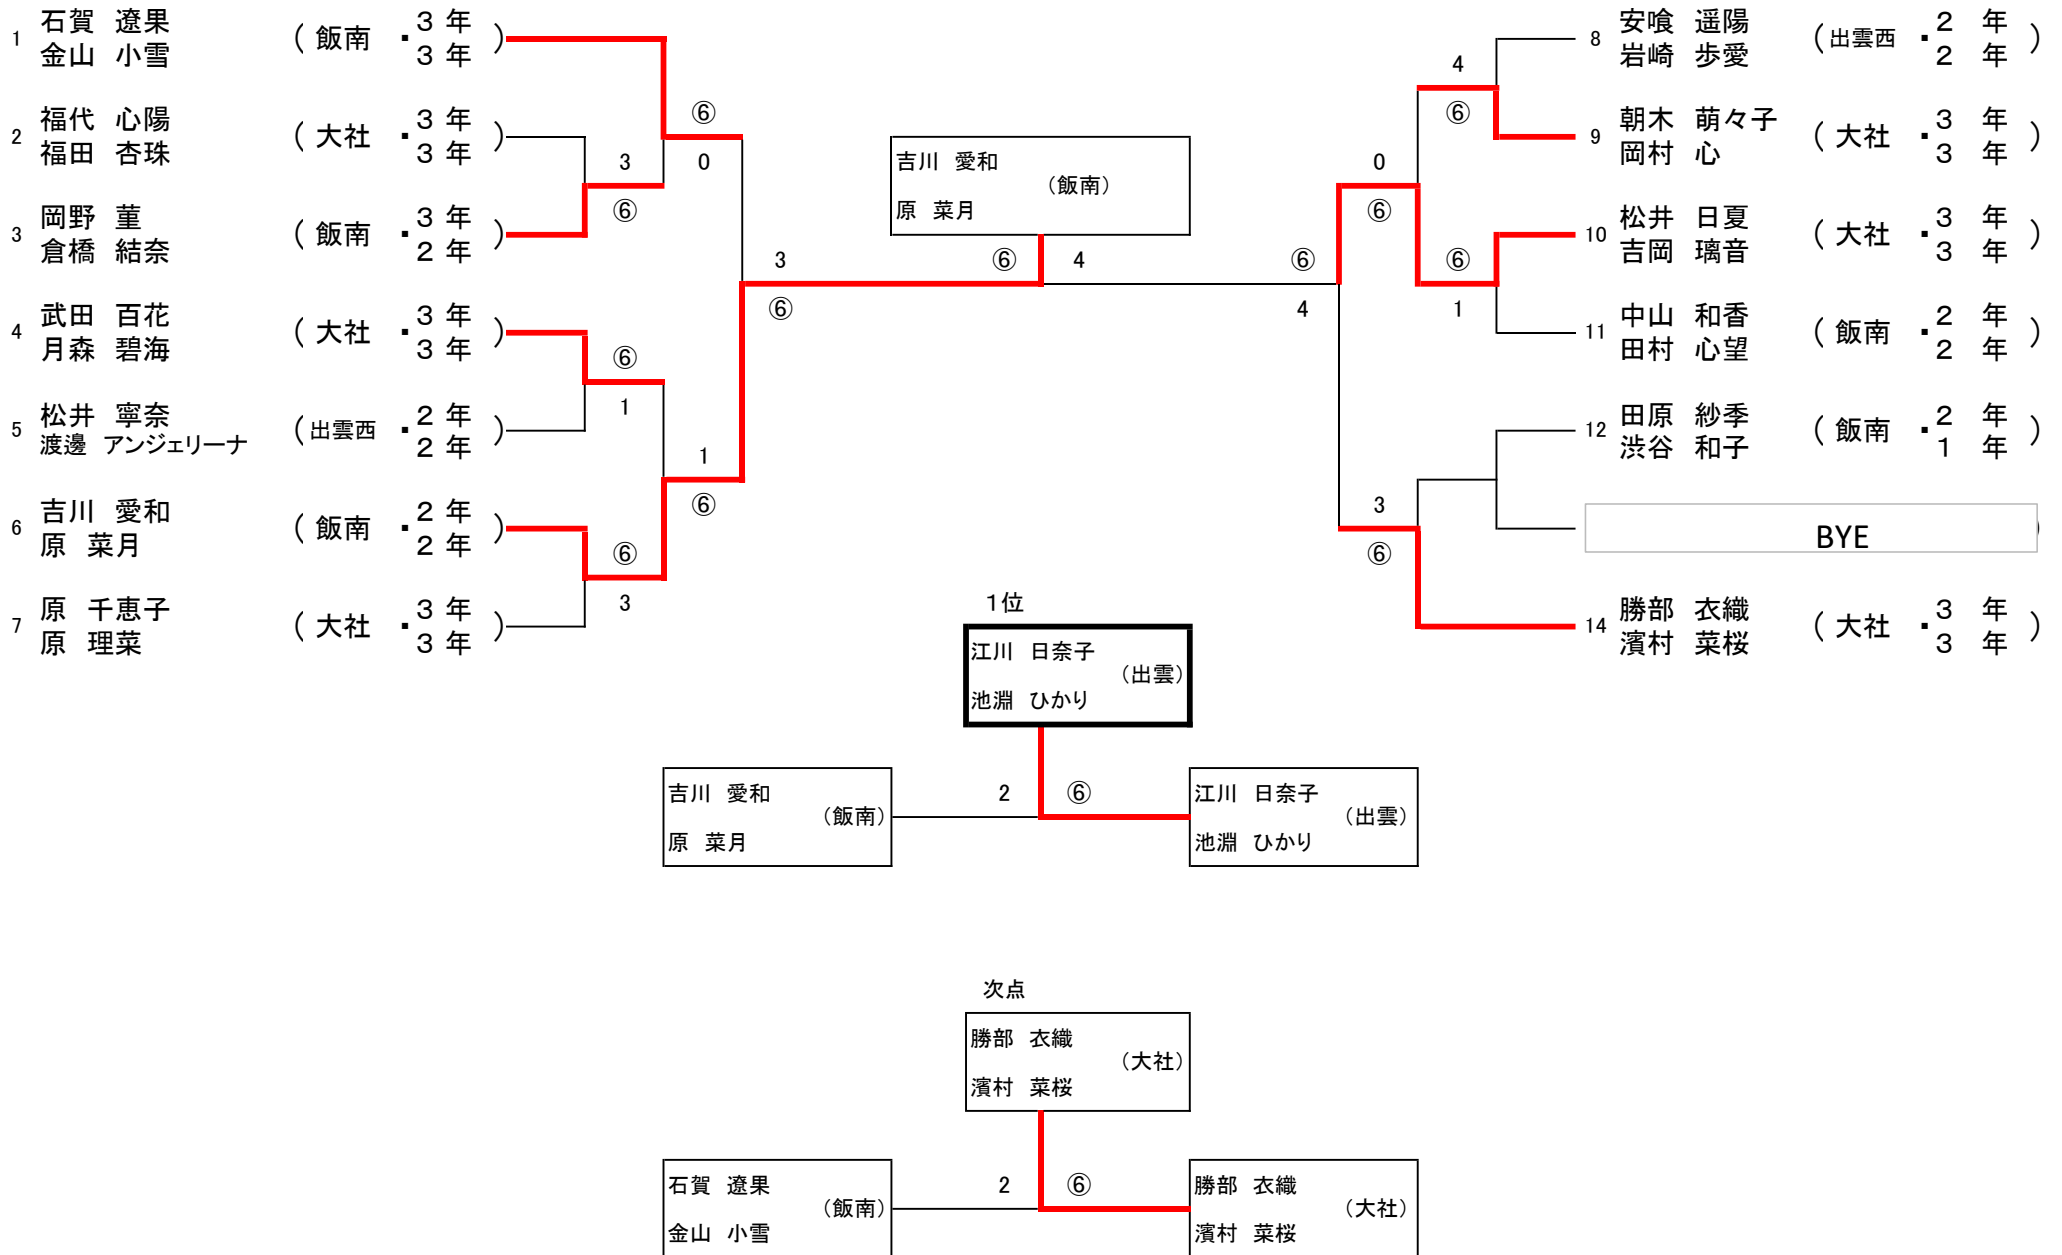 1 石賀 遼果 ( 飯南 ・ 3 年 )
金山 小雪 3 年
2 福代 心陽 ( 大社 ・ 3 年 )
福田 杏珠 3 年
3 岡野 菫 ( 飯南 ・ 3 年 )
倉橋 結奈 2 年
4 武田 百花 ( 大社 ・ 3 年 )
月森 碧海 3 年
5 松井 寧奈 ( 出雲西 ・ 2 年 )
渡邊 アンジェリーナ 2 年
6 吉川 愛和 ( 飯南 ・ 2 年 )
原 菜月 2 年
7 原 千恵子 ( 大社 ・ 3 年 )
原 理菜 3 年
3
⑥
⑥
1
⑥
3
⑥
0
1
⑥
3
⑥
吉川 愛和
(飯南)
原 菜月
⑥ 4
⑥
4
0
⑥
3
⑥
4
⑥
⑥
1
8 安喰 遥陽 ( 出雲西 ・ 2 年 )
岩崎 歩愛 2 年
9 朝木 萌々子 ( 大社 ・ 3 年 )
岡村 心 3 年
10 松井 日夏 ( 大社 ・ 3 年 )
吉岡 璃音 3 年
11 中山 和香 ( 飯南 ・ 2 年 )
田村 心望 2 年
12 田原 紗季 ( 飯南 ・ 2 年 )
渋谷 和子 1 年
BYE )
14 勝部 衣織 ( 大社 ・ 3 年 )
濱村 菜桜 3 年
1位
江川 日奈子
(出雲)
池淵 ひかり
吉川 愛和
(飯南)
原 菜月
2 ⑥
江川 日奈子
(出雲)
池淵 ひかり
次点
勝部 衣織
(大社)
濱村 菜桜
石賀 遼果
(飯南)
金山 小雪
2 ⑥
勝部 衣織
(大社)
濱村 菜桜